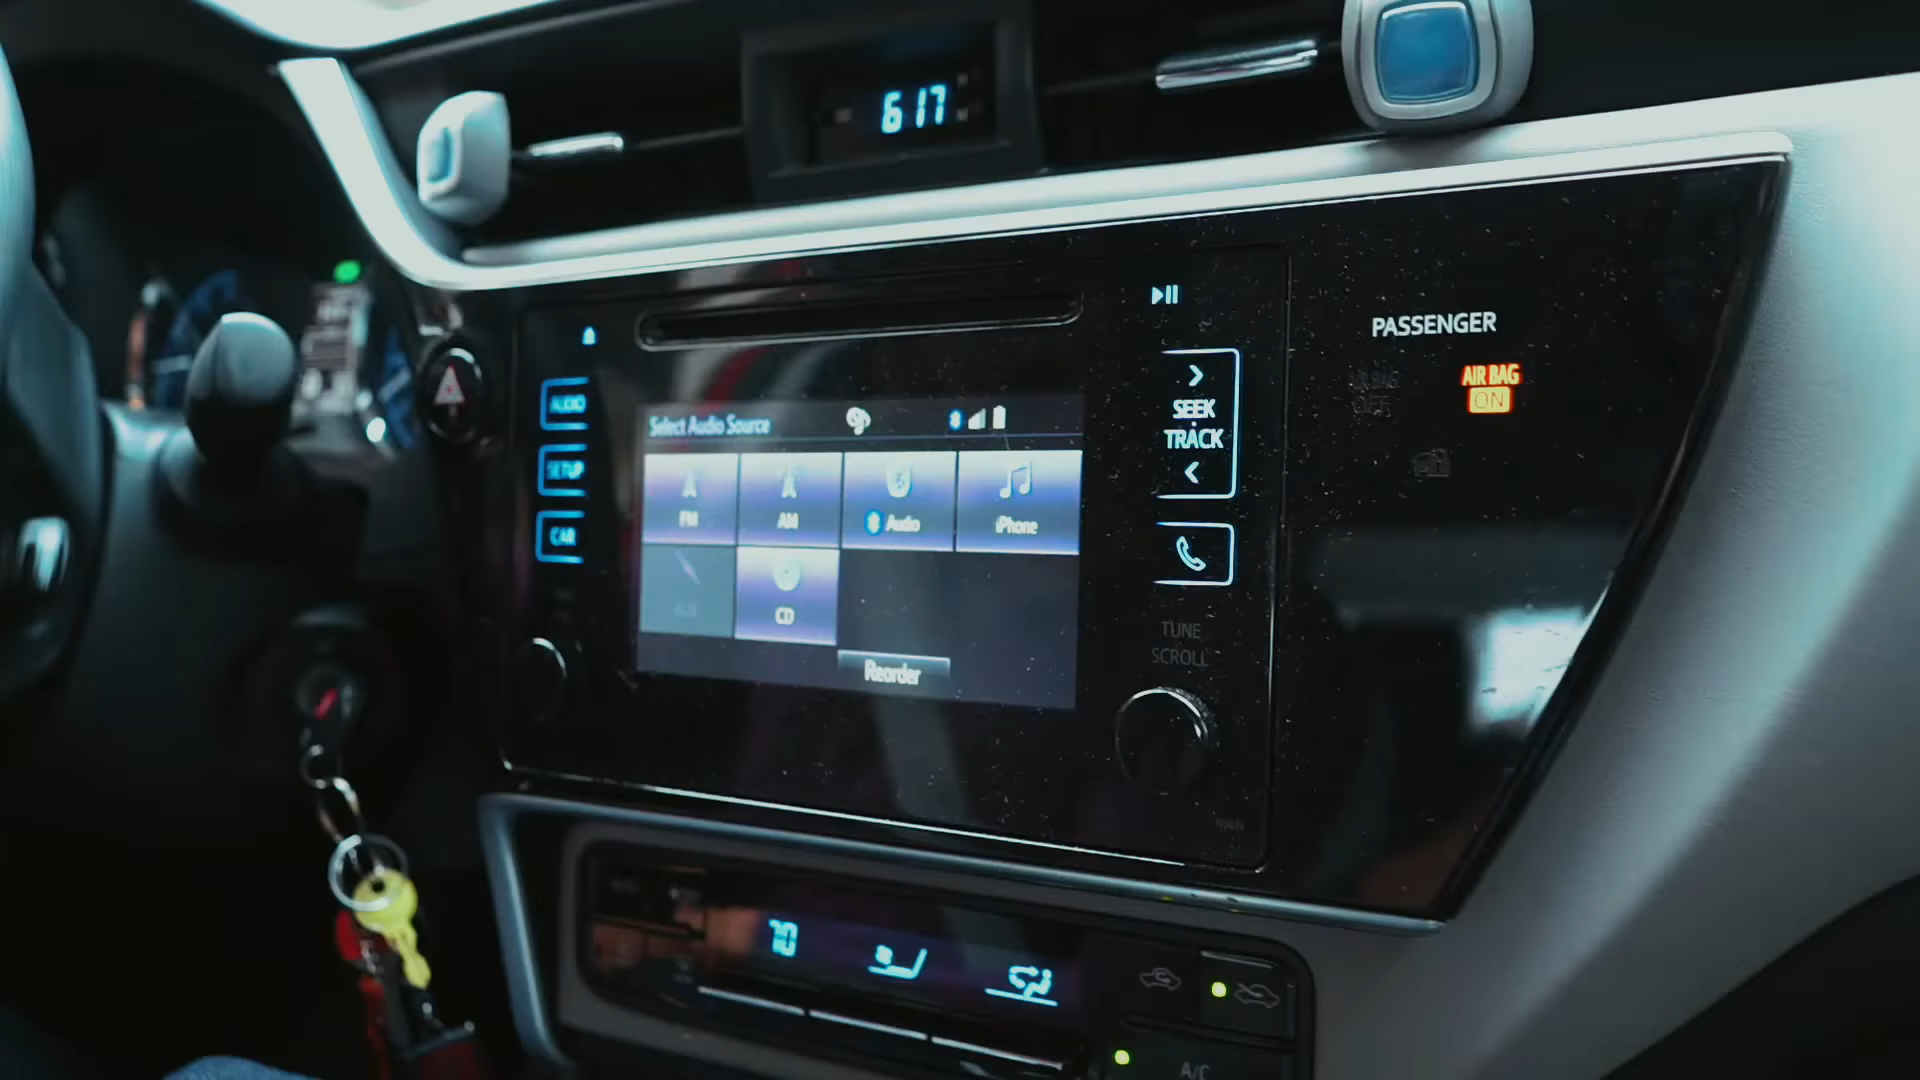 617
PASSENGER
AIR BAG
ON
AUDIO
SETUP
CAR
Select Audio Source
FM
AM
Audio
iPhone
CD
Reorder
SEEK
TRACK
TUNE
SCROLL
70
A/C